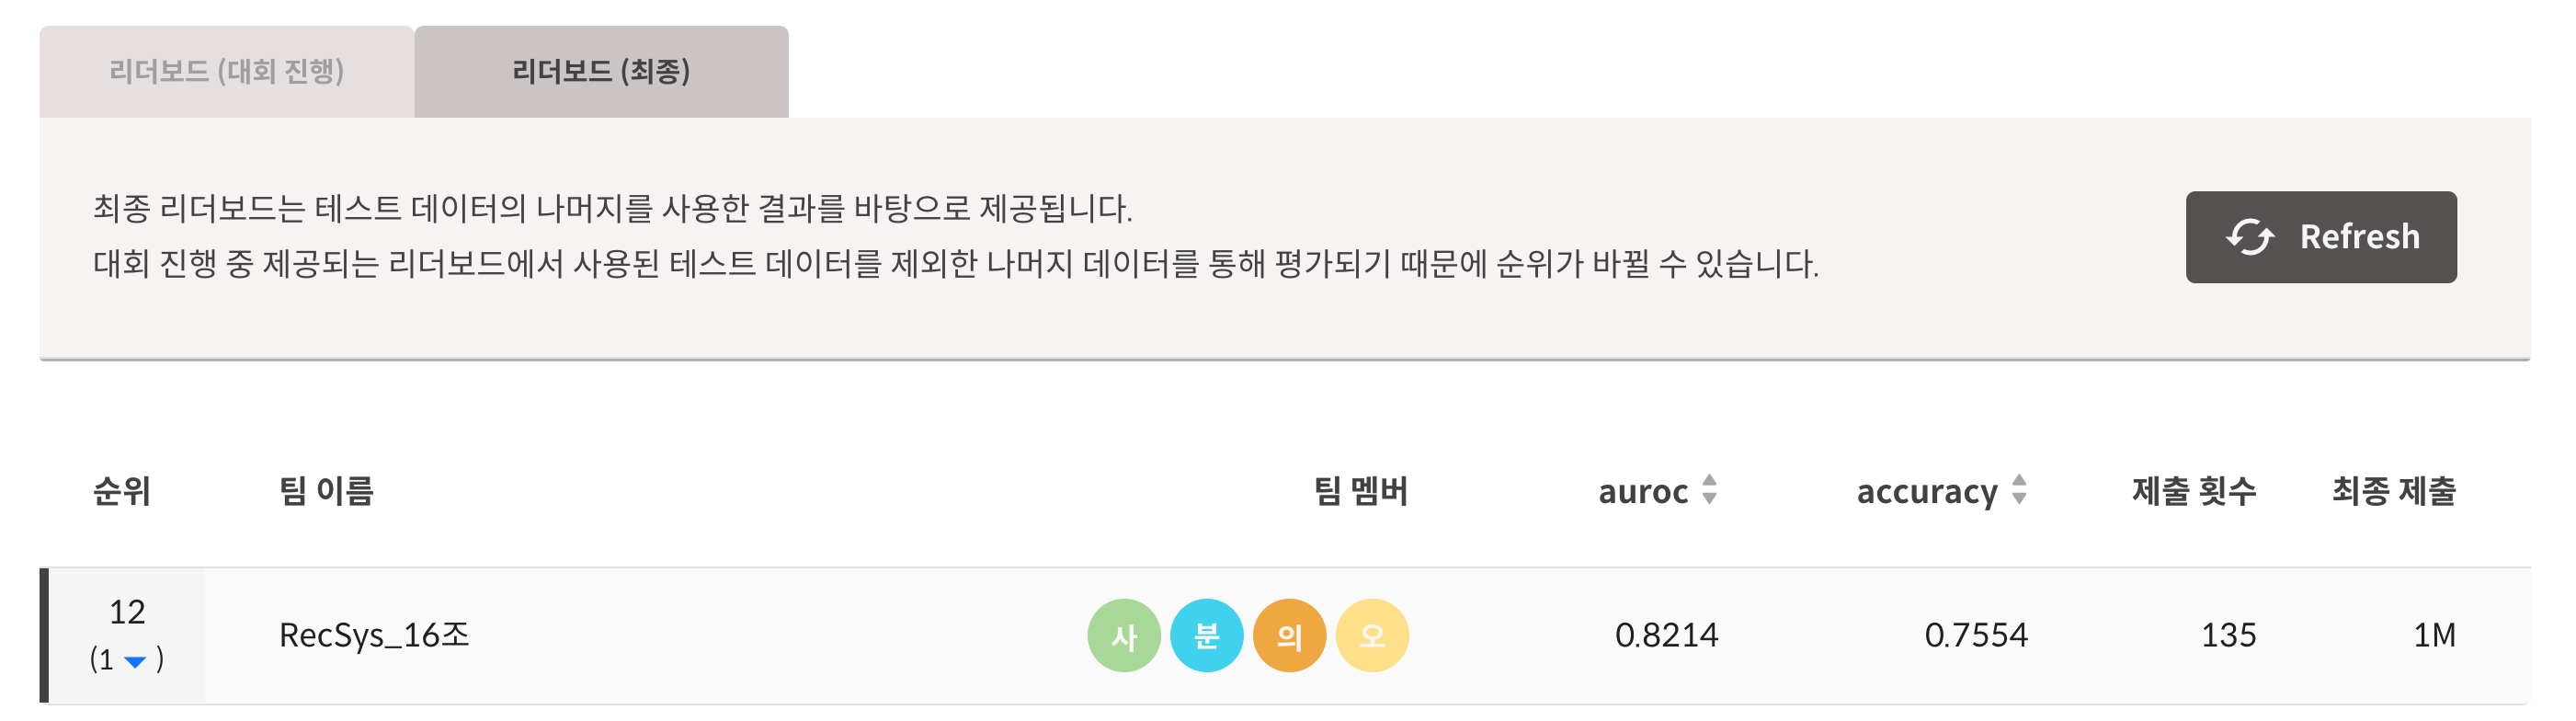 리더보드 (대회 진행)
리더보드 (최종)
최종 리더보드는 테스트 데이터의 나머지를 사용한 결과를 바탕으로 제공됩니다.
대회 진행 중 제공되는 리더보드에서 사용된 테스트 데이터를 제외한 나머지 데이터를 통해 평가되기 때문에 순위가 바뀔 수 있습니다.
Refresh
순위 팀 이름 팀 멤버 auroc accuracy 제출 횟수 최종 제출
12
(1 ▼ )
RecSys_16조 사 분 의 오 0.8214 0.7554 135 1M